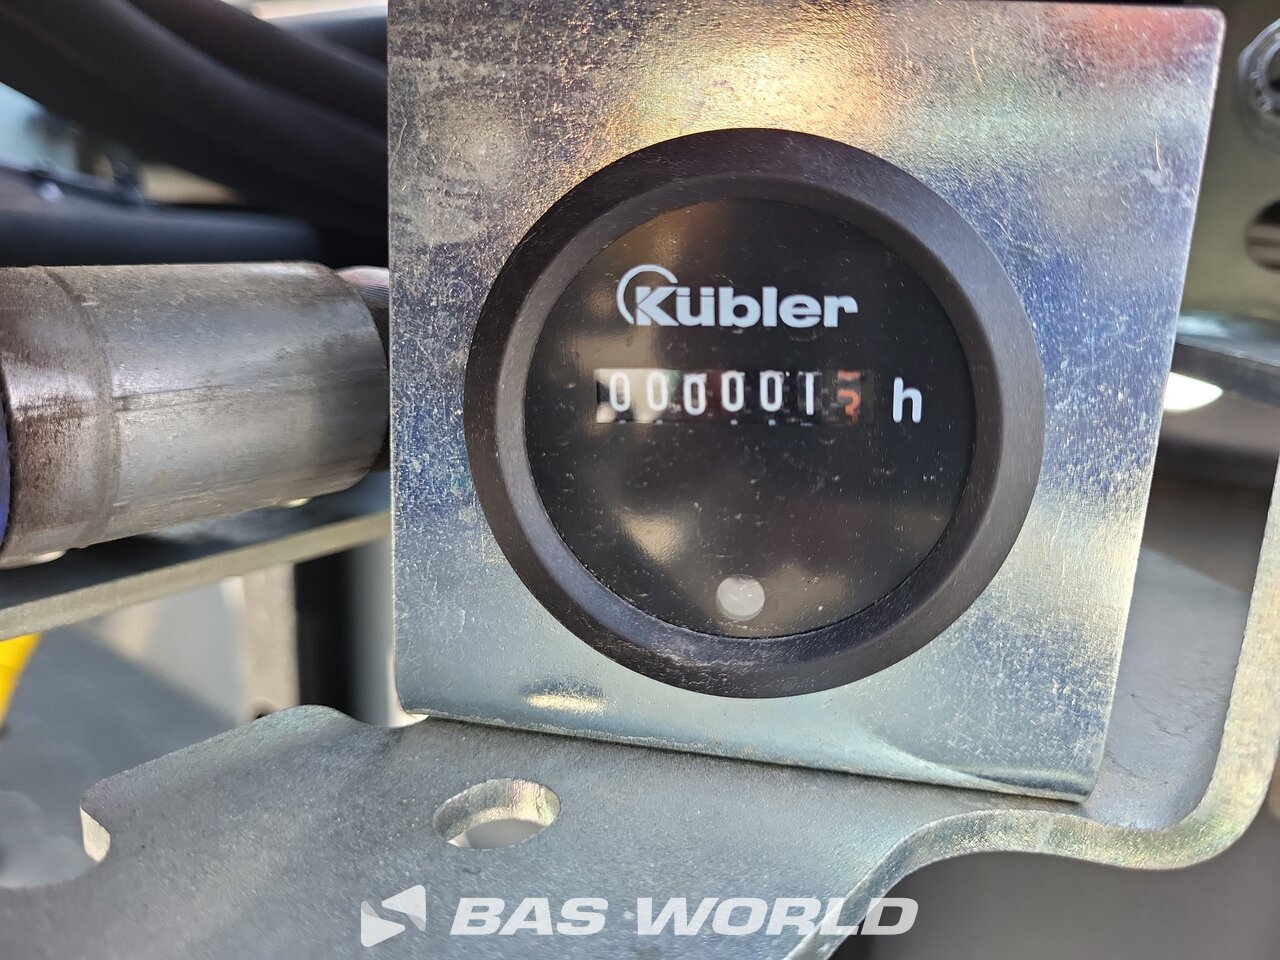 Kübler
000001 h
BAS WORLD